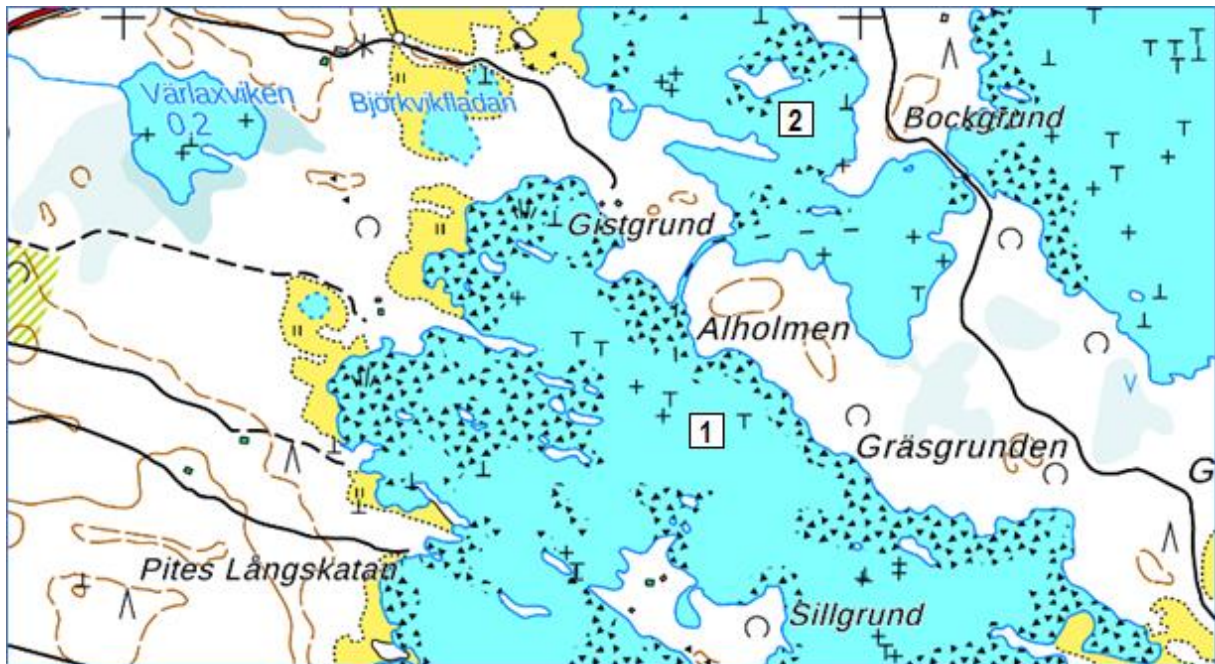 Värlaxviken
0.2
Björkvikfladan
2
Bockgrund
Gistgrund
Alholmen
1
Gräsgrunden
G
Pites Långskatan
Sillgrund